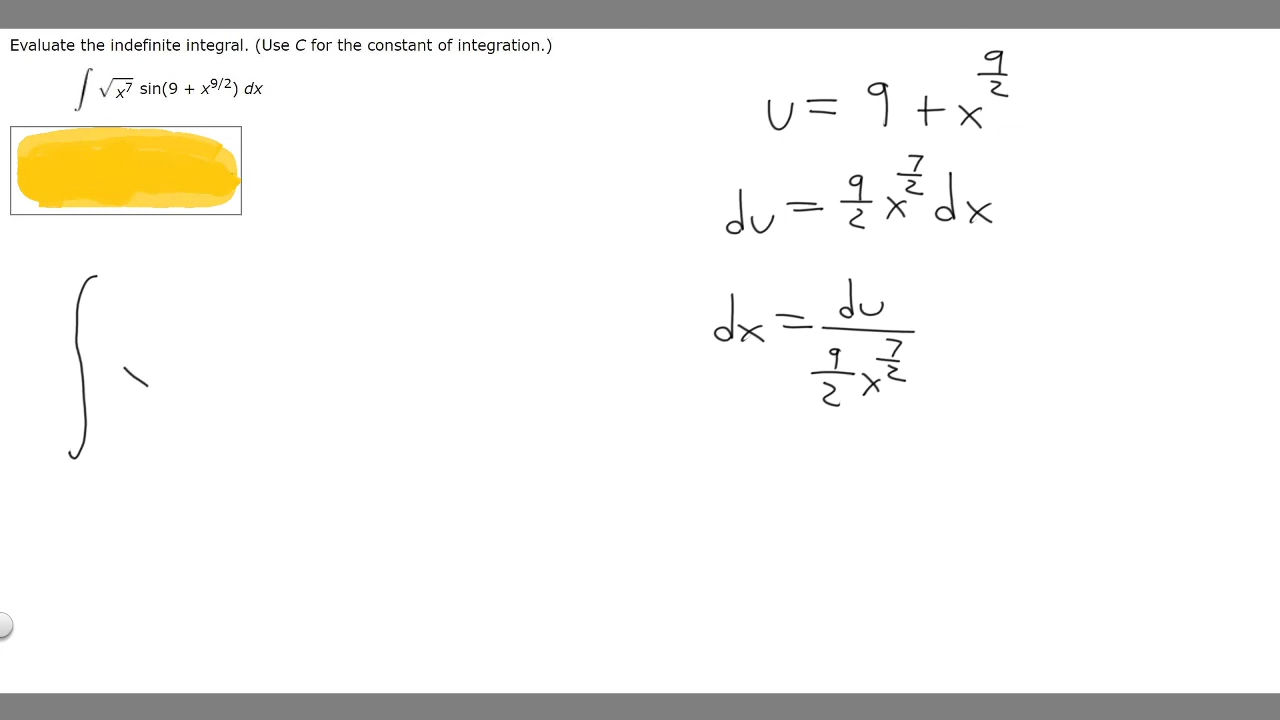 Evaluate the indefinite integral. (Use C for the constant of integration.)
∫ √x⁷ sin(9 + x^{9/2}) dx
u = 9 + x^{9/2}
du = 9/2 x^{7/2} dx
dx = du / (9/2 x^{7/2})
∫ \